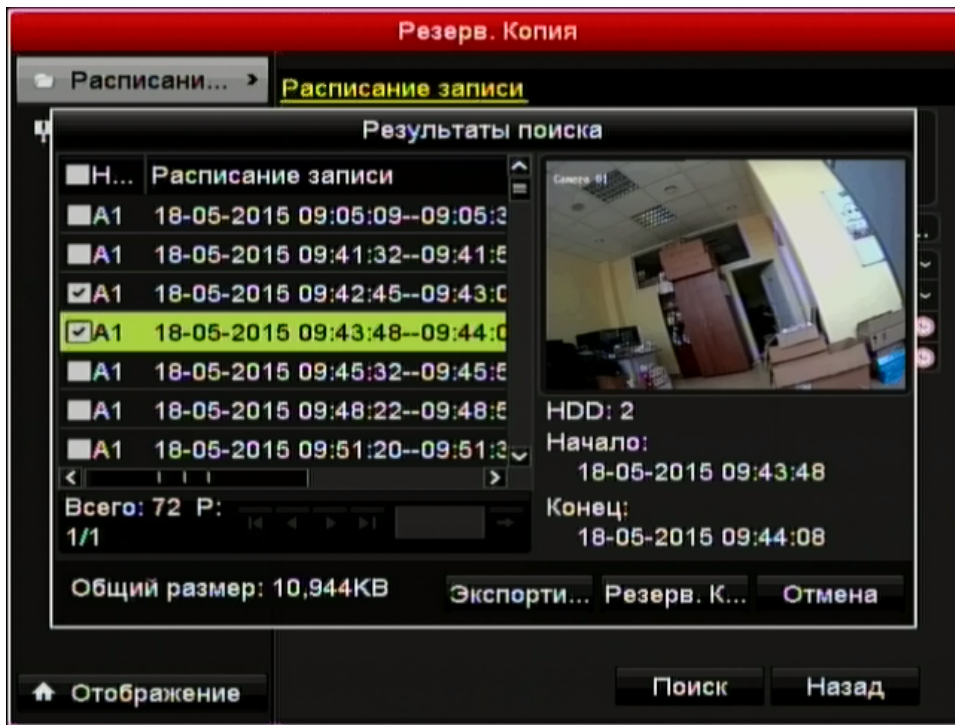 Резерв. Копия
Расписани...
Расписание записи
Результаты поиска
Н... Расписание записи
A1 18-05-2015 09:05:09--09:05:3
A1 18-05-2015 09:41:32--09:41:5
A1 18-05-2015 09:42:45--09:43:0
A1 18-05-2015 09:43:48--09:44:0
A1 18-05-2015 09:45:32--09:45:5
A1 18-05-2015 09:48:22--09:48:5
A1 18-05-2015 09:51:20--09:51:3
Camera 01
HDD: 2
Начало:
18-05-2015 09:43:48
Конец:
18-05-2015 09:44:08
Всего: 72 P:
1/1
Общий размер: 10,944KB
Экспорти...
Резерв. К...
Отмена
Отображение
Поиск
Назад